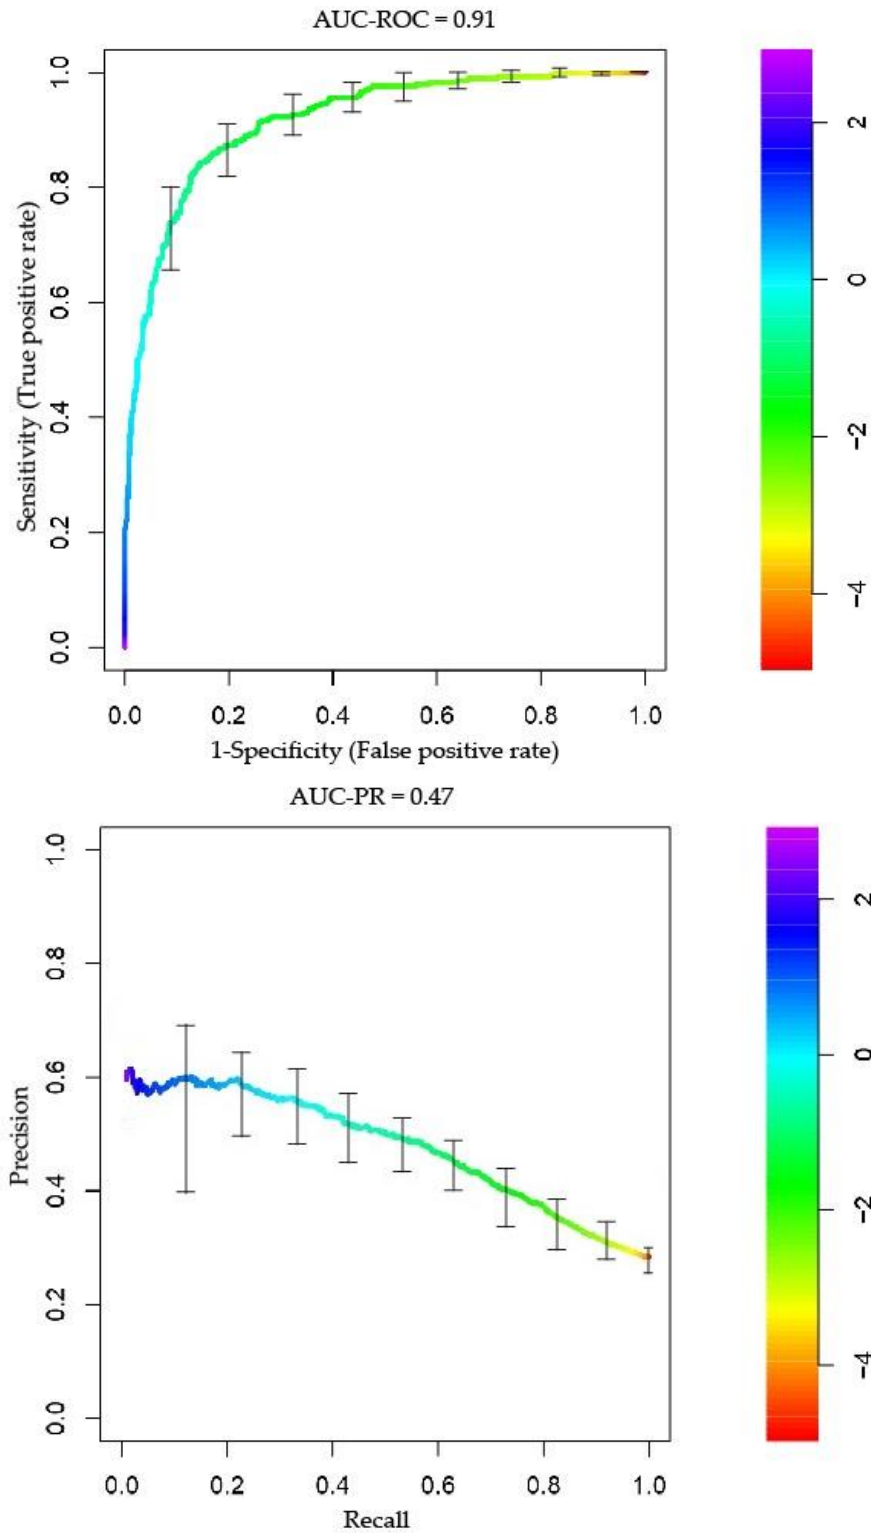 AUC-ROC = 0.91
Sensitivity (True positive rate)
1.0
0.8
0.6
0.4
0.2
0.0
0.0 0.2 0.4 0.6 0.8 1.0
1-Specificity (False positive rate)
2
0
−2
−4
AUC-PR = 0.47
Precision
1.0
0.8
0.6
0.4
0.2
0.0
0.0 0.2 0.4 0.6 0.8 1.0
Recall
2
0
−2
−4